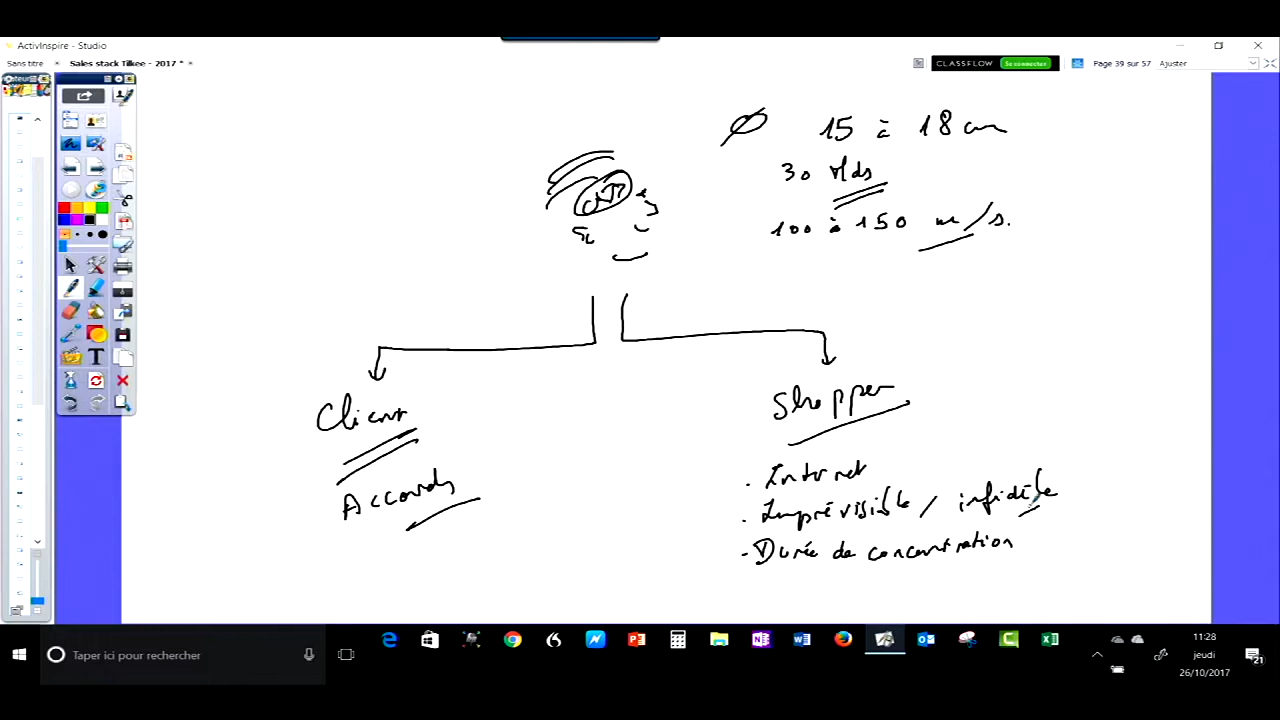 ActivInspire - Studio
Sans titre
Sales stack Tilkee - 2017 *
CLASSFLOW
Se connecter
Page 39 sur 57
Ajuster
Ø 15 à 18 cm
30 Mds
100 à 150 m/s.
Client
Accords
Shopper
. Internet
. Imprévisible / infidèle
- Durée de concentration
Taper ici pour rechercher
11:28
jeudi
26/10/2017
21